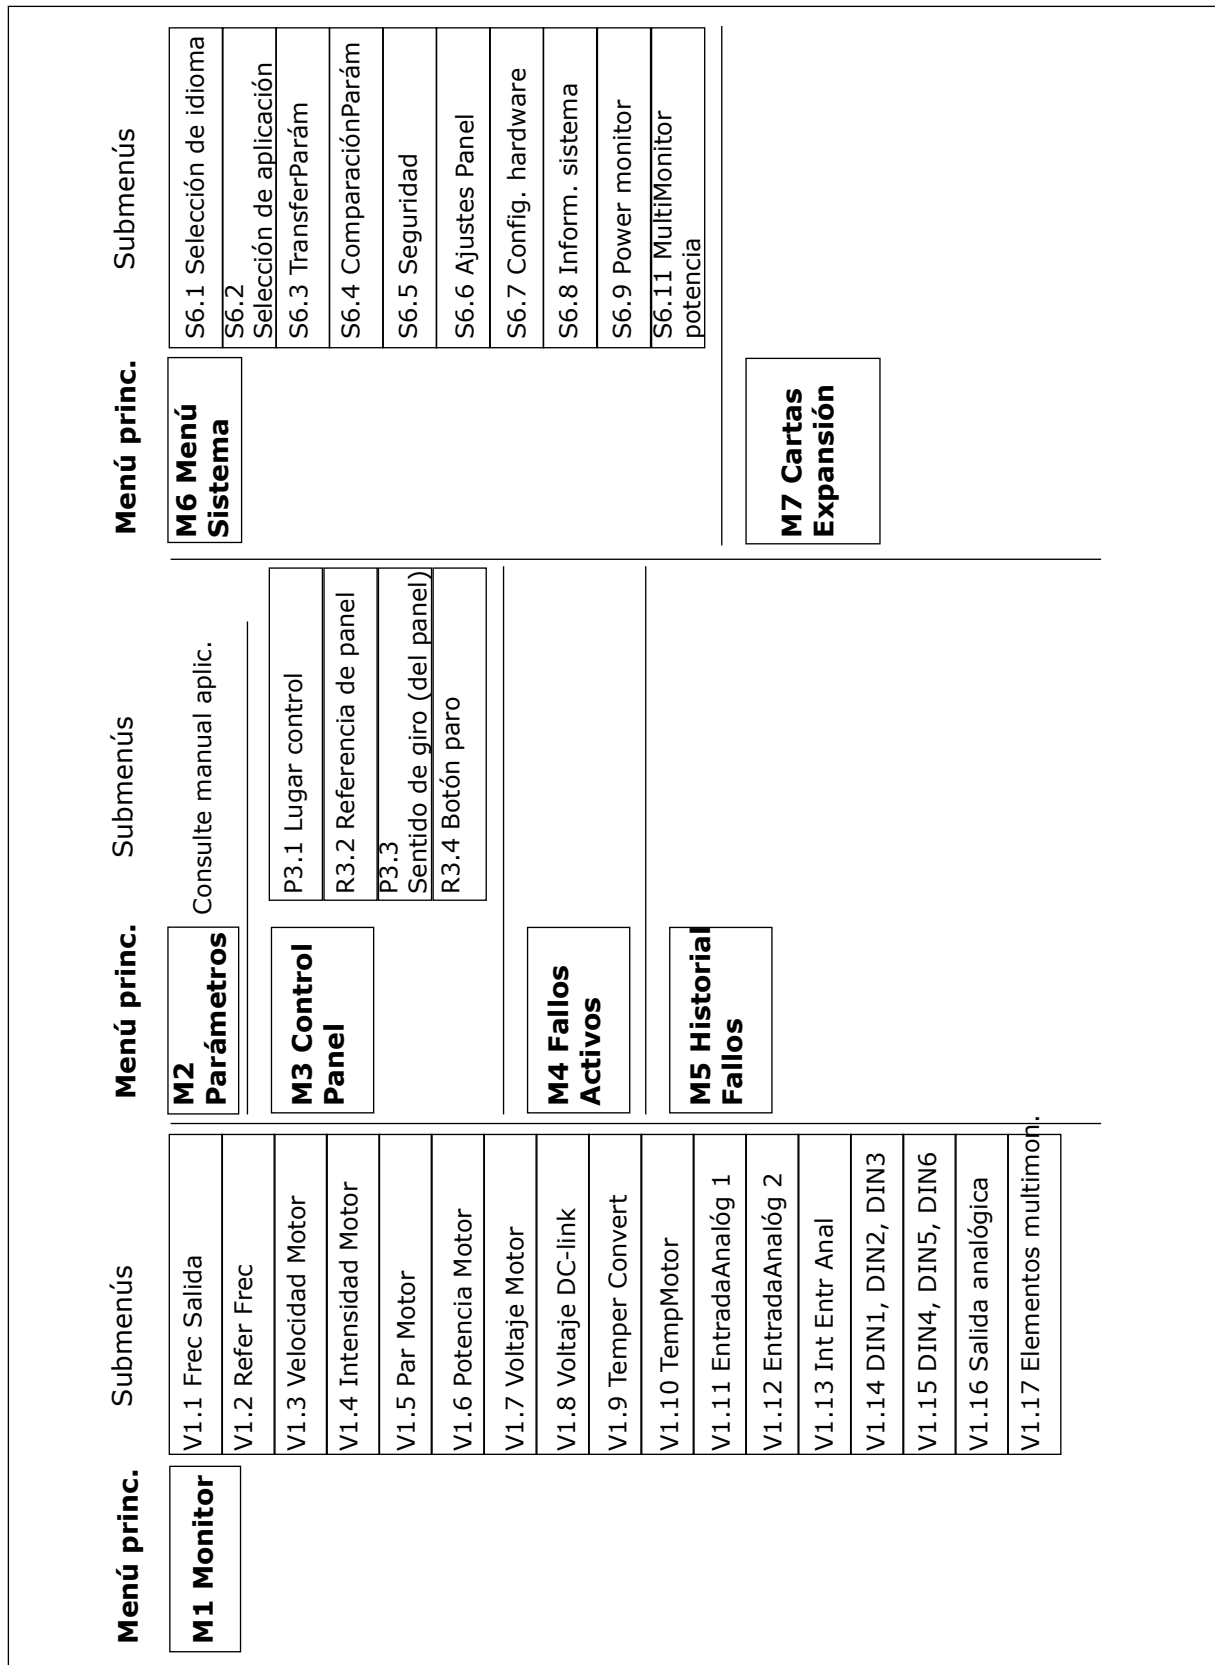 Menú princ.
Submenús
M1 Monitor
V1.1 Frec Salida
V1.2 Refer Frec
V1.3 Velocidad Motor
V1.4 Intensidad Motor
V1.5 Par Motor
V1.6 Potencia Motor
V1.7 Voltaje Motor
V1.8 Voltaje DC-link
V1.9 Temper Convert
V1.10 TempMotor
V1.11 EntradaAnalóg 1
V1.12 EntradaAnalóg 2
V1.13 Int Entr Anal
V1.14 DIN1, DIN2, DIN3
V1.15 DIN4, DIN5, DIN6
V1.16 Salida analógica
V1.17 Elementos multimon.
Menú princ.
Submenús
M2
Parámetros
Consulte manual aplic.
M3 Control
Panel
P3.1 Lugar control
R3.2 Referencia de panel
P3.3
Sentido de giro (del panel)
R3.4 Botón paro
M4 Fallos
Activos
M5 Historial
Fallos
Menú princ.
Submenús
M6 Menú
Sistema
S6.1 Selección de idioma
S6.2
Selección de aplicación
S6.3 TransferParám
S6.4 ComparaciónParám
S6.5 Seguridad
S6.6 Ajustes Panel
S6.7 Config. hardware
S6.8 Inform. sistema
S6.9 Power monitor
S6.11 MultiMonitor
potencia
M7 Cartas
Expansión